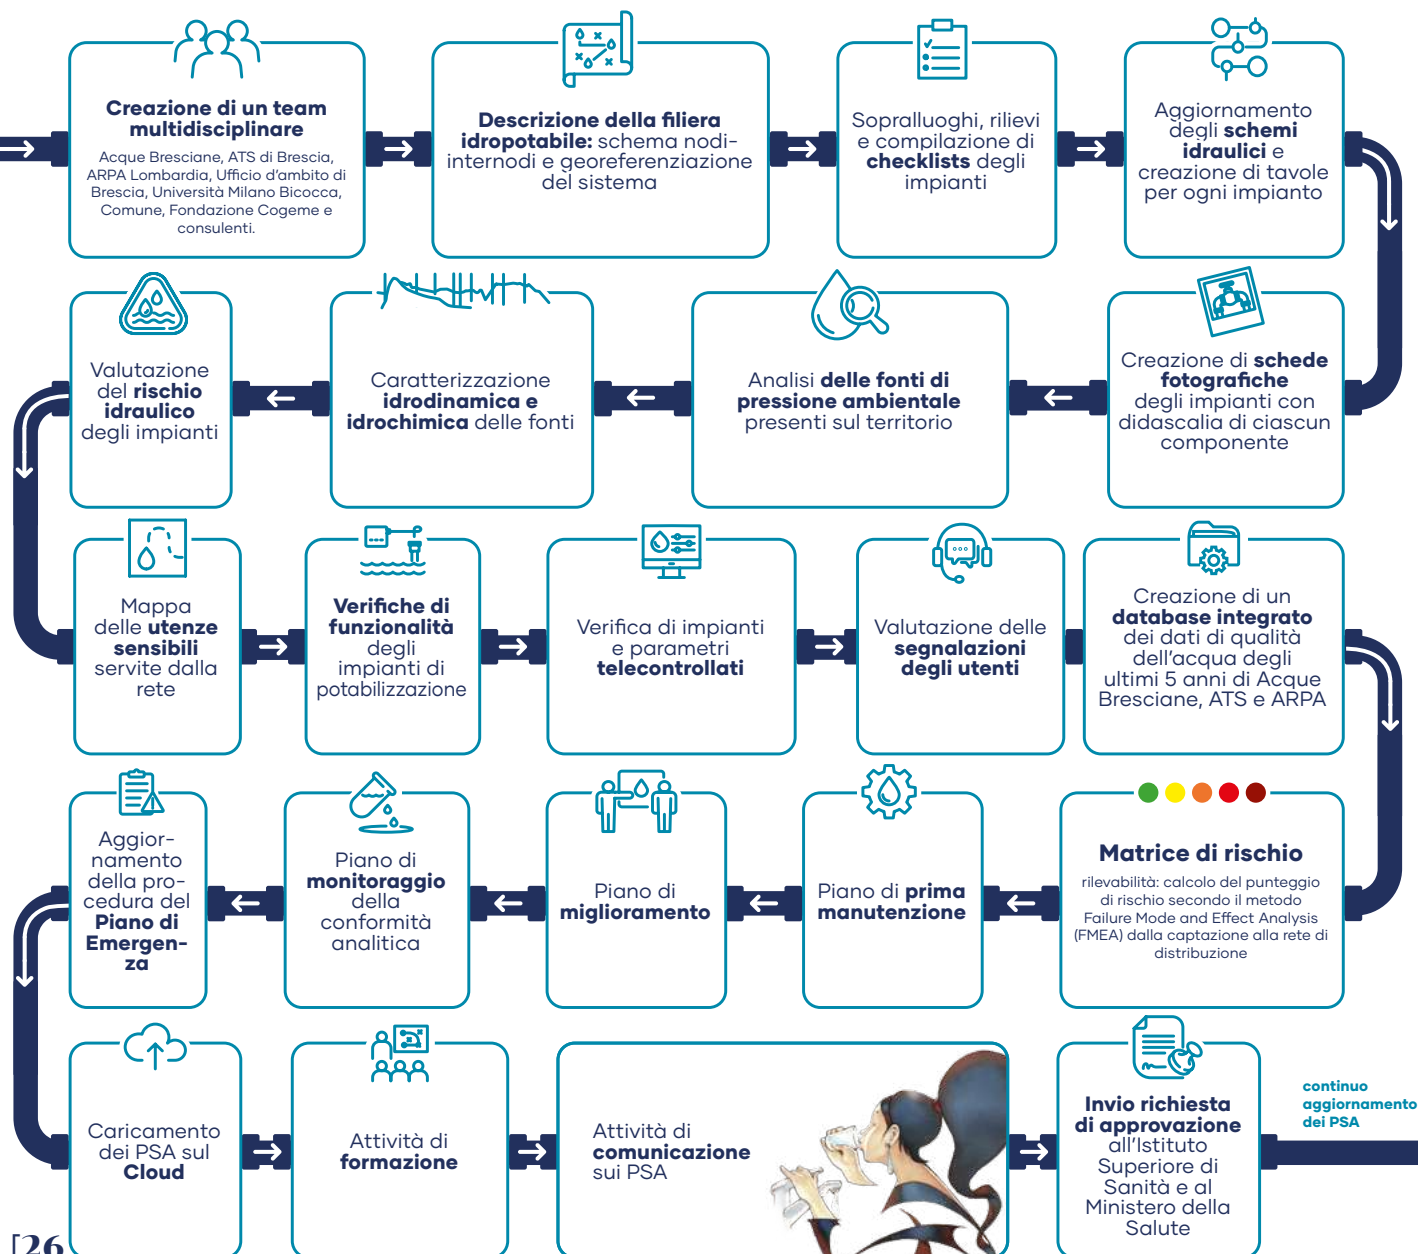 Creazione di un team
multidisciplinare
Acque Bresciane, ATS di Brescia,
ARPA Lombardia, Ufficio d'ambito di
Brescia, Università Milano Bicocca,
Comune, Fondazione Cogeme e
consulenti.
Descrizione della filiera
idropotabile: schema nodi-
internodi e georeferenziazione
del sistema
Sopralluoghi, rilievi
e compilazione di
checklists degli
impianti
Aggiornamento
degli schemi
idraulici e
creazione di tavole
per ogni impianto
Creazione di schede
fotografiche
degli impianti con
didascalia di ciascun
componente
Analisi delle fonti di
pressione ambientale
presenti sul territorio
Caratterizzazione
idrodinamica e
idrochimica delle fonti
Valutazione
del rischio
idraulico
degli impianti
Mappa
delle utenze
sensibili
servite dalla
rete
Verifiche di
funzionalità
degli
impianti di
potabilizzazione
Verifica di impianti
e parametri
telecontrollati
Valutazione delle
segnalazioni
degli utenti
Creazione di un
database integrato
dei dati di qualità
dell'acqua degli
ultimi 5 anni di Acque
Bresciane, ATS e ARPA
Matrice di rischio
rilevabilità: calcolo del punteggio
di rischio secondo il metodo
Failure Mode and Effect Analysis
(FMEA) dalla captazione alla rete di
distribuzione
Piano di prima
manutenzione
Piano di
miglioramento
Piano di
monitoraggio
della
conformità
analitica
Aggior-
namento
della pro-
cedura del
Piano di
Emergen-
za
Caricamento
dei PSA sul
Cloud
Attività di
formazione
Attività di
comunicazione
sui PSA
Invio richiesta
di approvazione
all'Istituto
Superiore di
Sanità e al
Ministero della
Salute
continuo
aggiornamento
dei PSA
[26